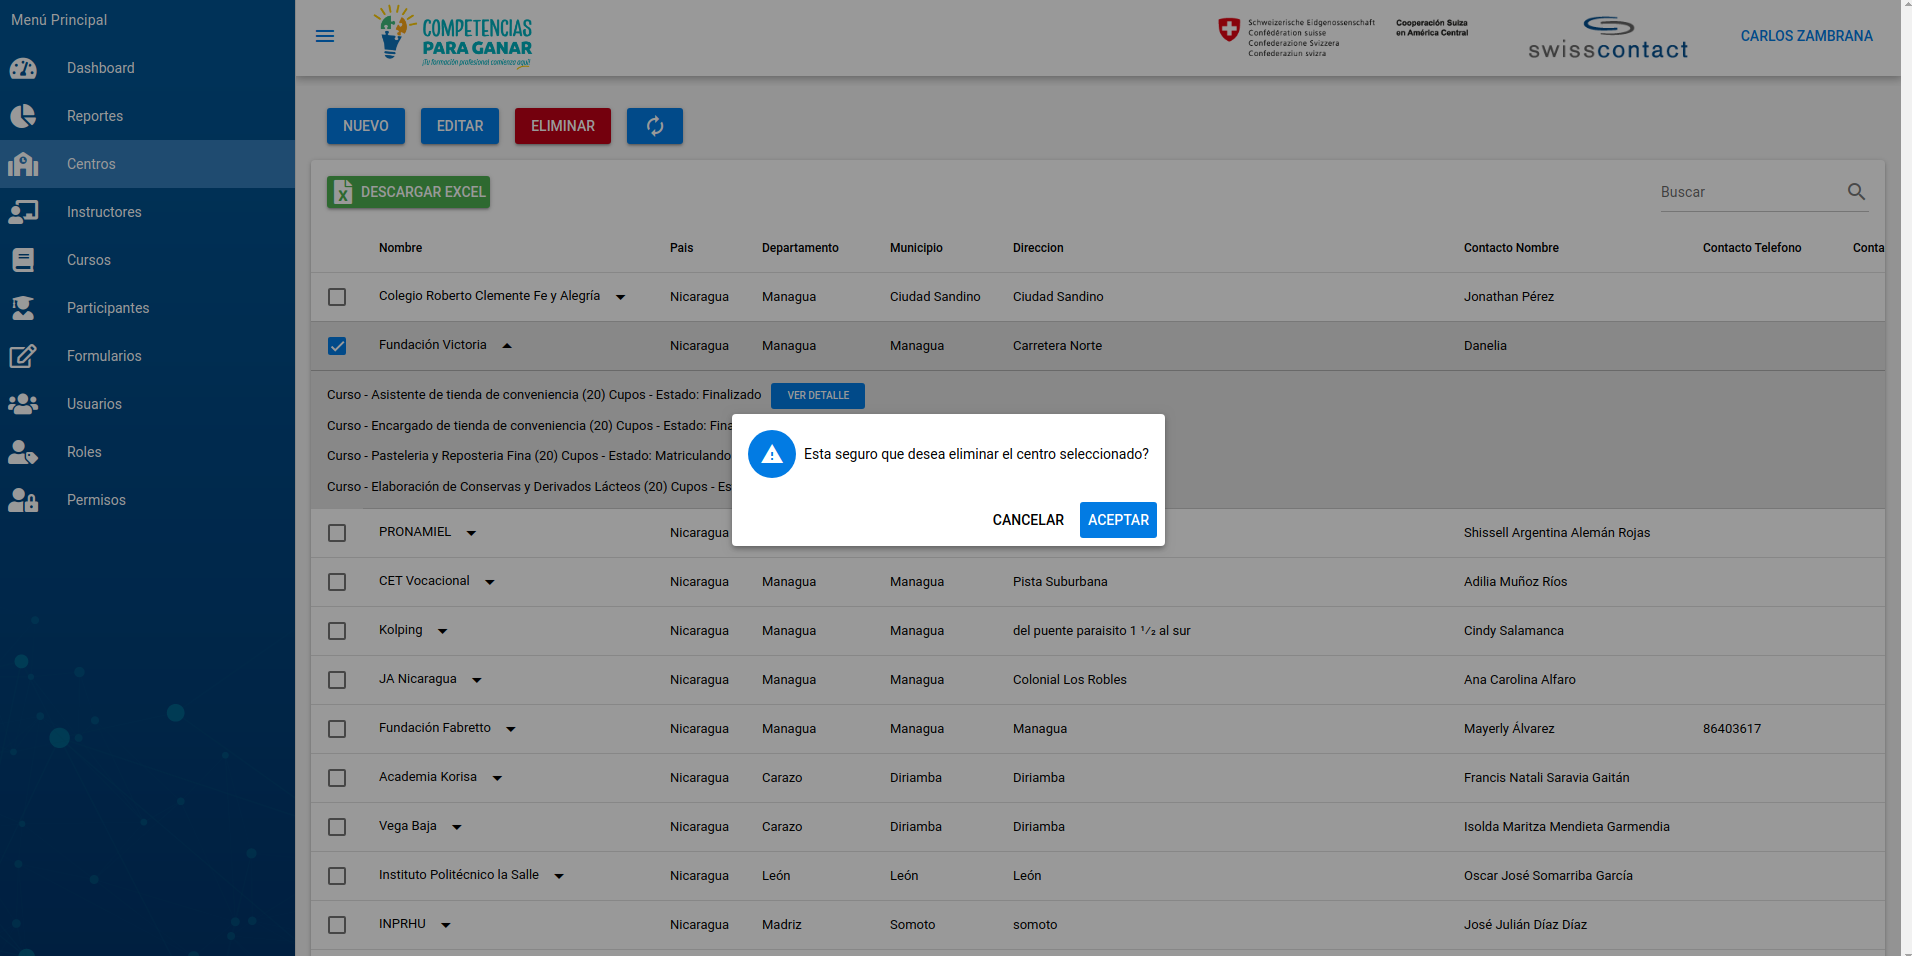 Menú Principal
Dashboard
Reportes
Centros
Instructores
Cursos
Participantes
Formularios
Usuarios
Roles
Permisos
COMPETENCIAS
PARA GANAR
¡Tu formación profesional comienza aquí!
Schweizerische Eidgenossenschaft
Confédération suisse
Confederazione Svizzera
Confederaziun svizra
Cooperación Suiza
en América Central
swisscontact
CARLOS ZAMBRANA
NUEVO EDITAR ELIMINAR
DESCARGAR EXCEL
Buscar
Nombre Pais Departamento Municipio Direccion Contacto Nombre Contacto Telefono Conta
Colegio Roberto Clemente Fe y Alegría Nicaragua Managua Ciudad Sandino Ciudad Sandino Jonathan Pérez
Fundación Victoria Nicaragua Managua Managua Carretera Norte Danelia
Curso - Asistente de tienda de conveniencia (20) Cupos - Estado: Finalizado VER DETALLE
Curso - Encargado de tienda de conveniencia (20) Cupos - Estado: Fina
Curso - Pasteleria y Reposteria Fina (20) Cupos - Estado: Matriculando
Curso - Elaboración de Conservas y Derivados Lácteos (20) Cupos - Es
Esta seguro que desea eliminar el centro seleccionado?
CANCELAR ACEPTAR
PRONAMIEL Nicaragua Shissell Argentina Alemán Rojas
CET Vocacional Nicaragua Managua Managua Pista Suburbana Adilia Muñoz Ríos
Kolping Nicaragua Managua Managua del puente paraisito 1 ½ al sur Cindy Salamanca
JA Nicaragua Nicaragua Managua Managua Colonial Los Robles Ana Carolina Alfaro
Fundación Fabretto Nicaragua Managua Managua Managua Mayerly Álvarez 86403617
Academia Korisa Nicaragua Carazo Diriamba Diriamba Francis Natali Saravia Gaitán
Vega Baja Nicaragua Carazo Diriamba Diriamba Isolda Maritza Mendieta Garmendia
Instituto Politécnico la Salle Nicaragua León León León Oscar José Somarriba García
INPRHU Nicaragua Madriz Somoto somoto José Julián Díaz Díaz